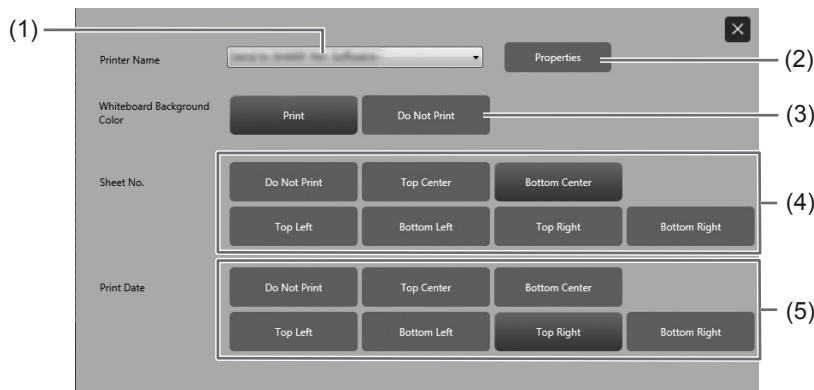 (1)
Printer Name Properties (2)
Whiteboard Background
Color
Print Do Not Print (3)
Sheet No. Do Not Print Top Center Bottom Center
(4)
Top Left Bottom Left Top Right Bottom Right
Print Date Do Not Print Top Center Bottom Center
(5)
Top Left Bottom Left Top Right Bottom Right